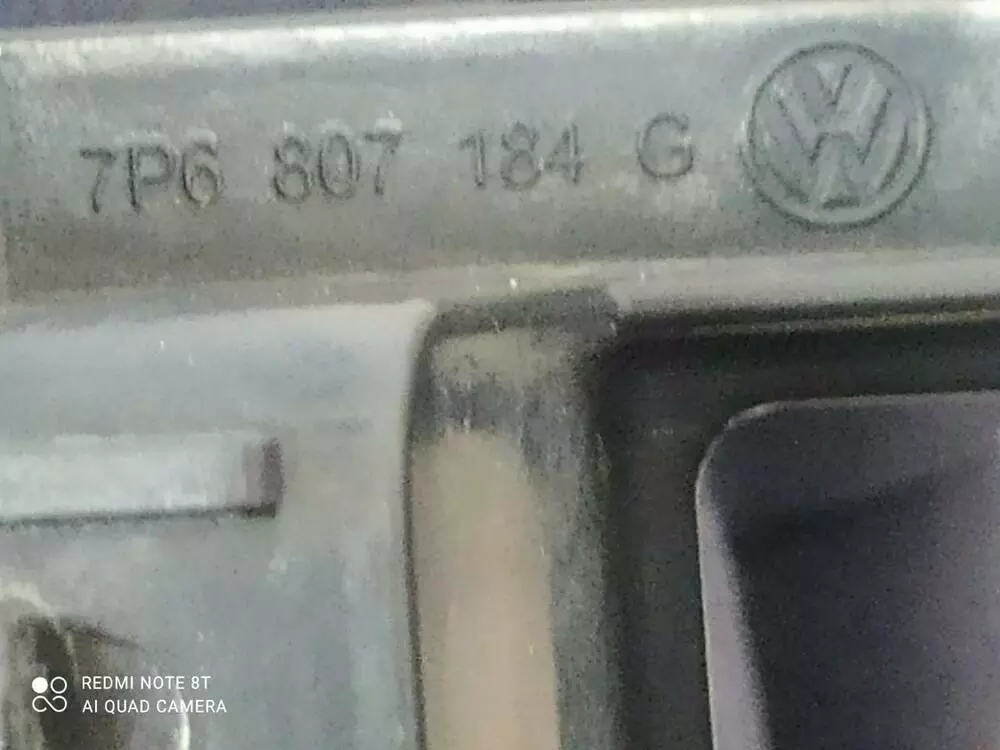 7P6 807 184 G
REDMI NOTE 8T
AI QUAD CAMERA